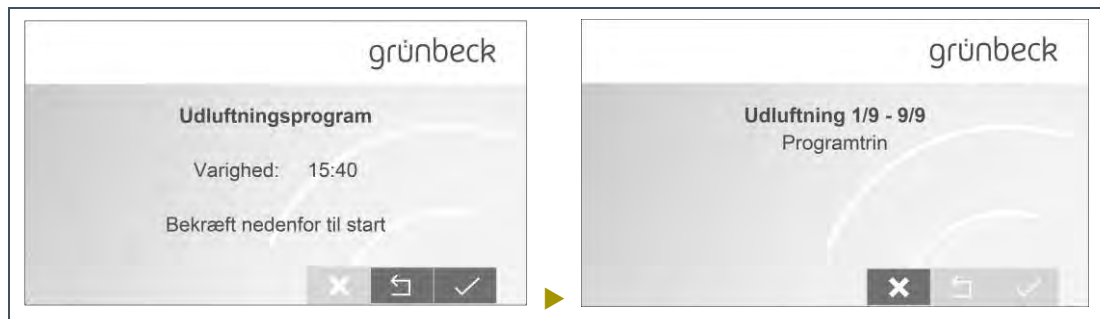 grünbeck
Udluftningsprogram
Varighed: 15:40
Bekræft nedenfor til start
grünbeck
Udluftning 1/9 - 9/9
Programtrin